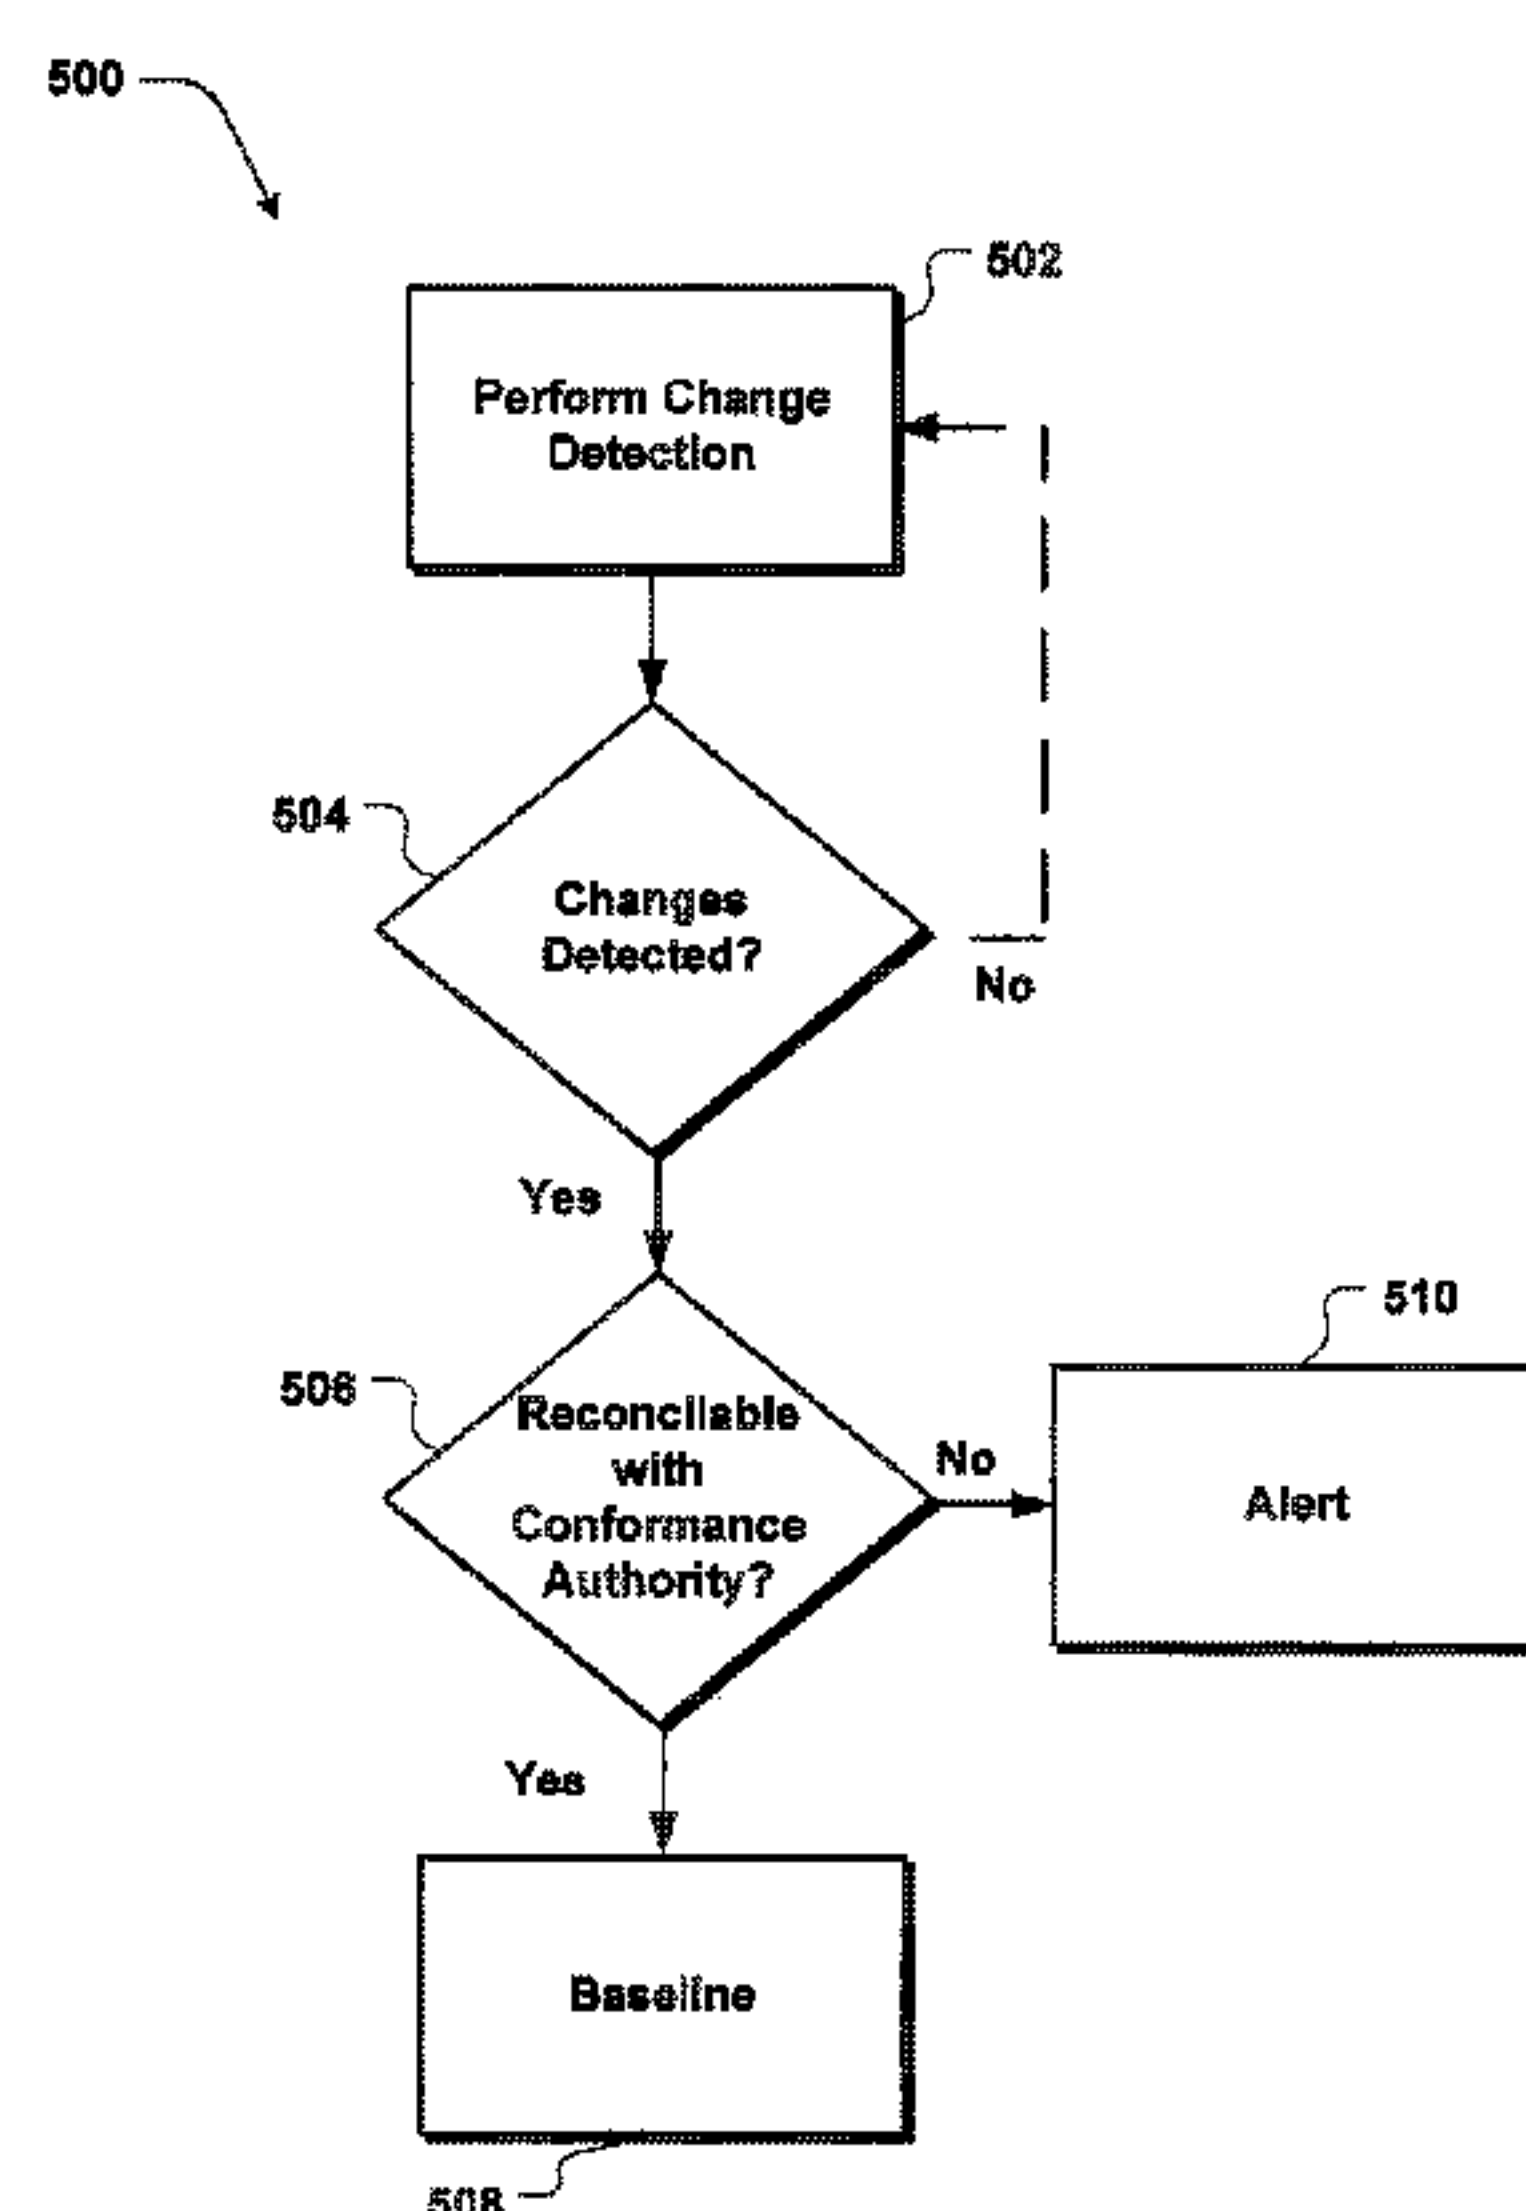 500
502
Perform Change
Detection
504
Changes
Detected?
No
Yes
510
506
Reconcilable
with
Conformance
Authority?
No
Alert
Yes
Baseline
508